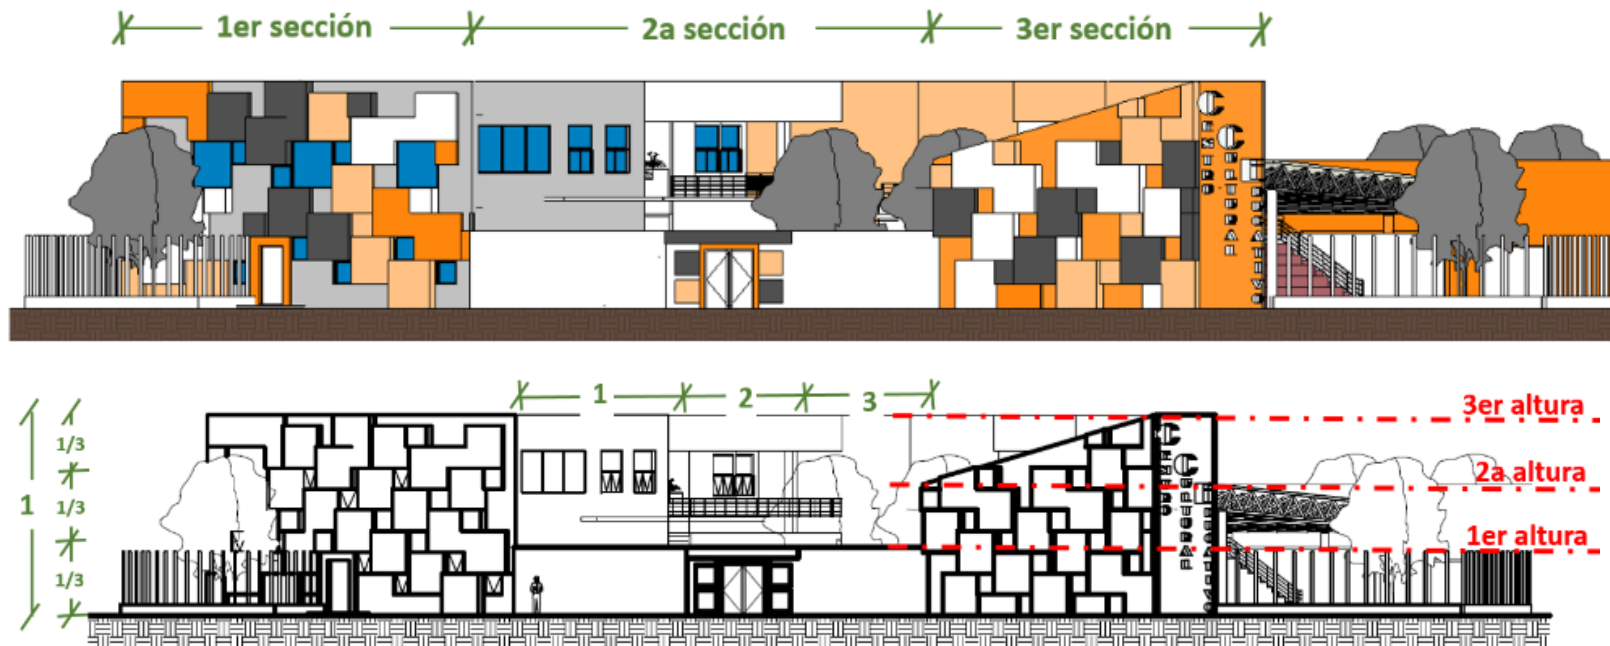 1er sección
2a sección
3er sección
CENTRO
1
2
3
1
1/3
1/3
1/3
3er altura
2a altura
1er altura